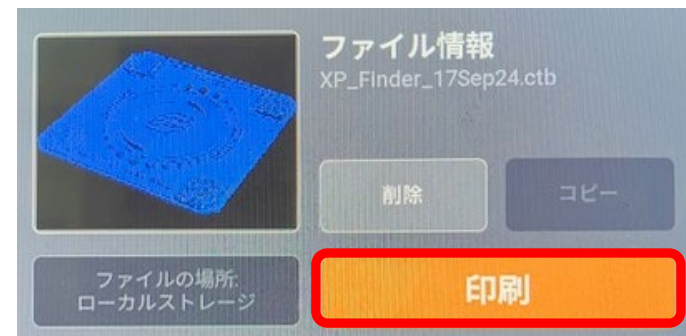 ファイル情報
XP_Finder_17Sep24.ctb
削除
コピー
ファイルの場所:
ローカルストレージ
印刷